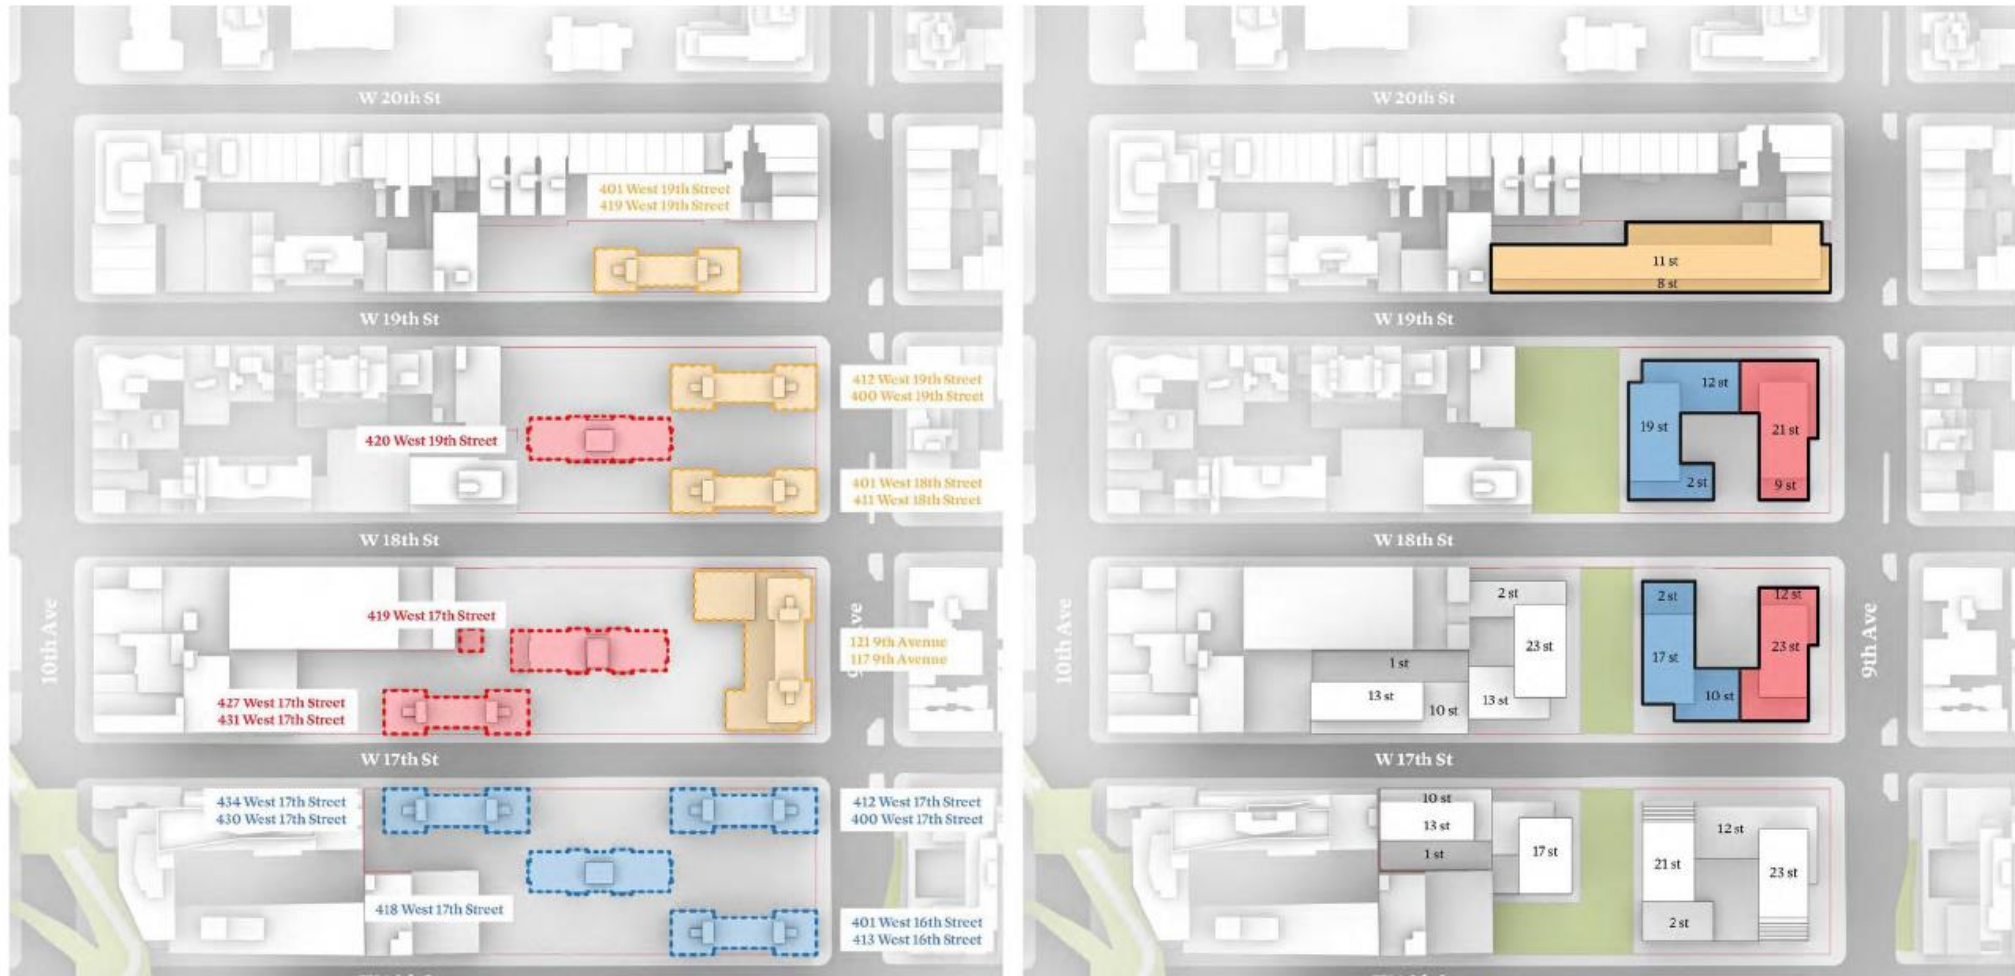 W 20th St
401 West 19th Street
419 West 19th Street
W 19th St
412 West 19th Street
400 West 19th Street
420 West 19th Street
401 West 18th Street
411 West 18th Street
W 18th St
10th Ave
419 West 17th Street
Ave
121 9th Avenue
117 9th Avenue
427 West 17th Street
431 West 17th Street
W 17th St
434 West 17th Street
430 West 17th Street
412 West 17th Street
400 West 17th Street
418 West 17th Street
401 West 16th Street
413 West 16th Street
W 20th St
11 st
8 st
W 19th St
12 st
19 st
21 st
2 st
9 st
W 18th St
10th Ave
9th Ave
2 st
23 st
1 st
13 st
10 st
13 st
2 st
12 st
17 st
23 st
10 st
W 17th St
10 st
13 st
1 st
17 st
12 st
21 st
23 st
2 st